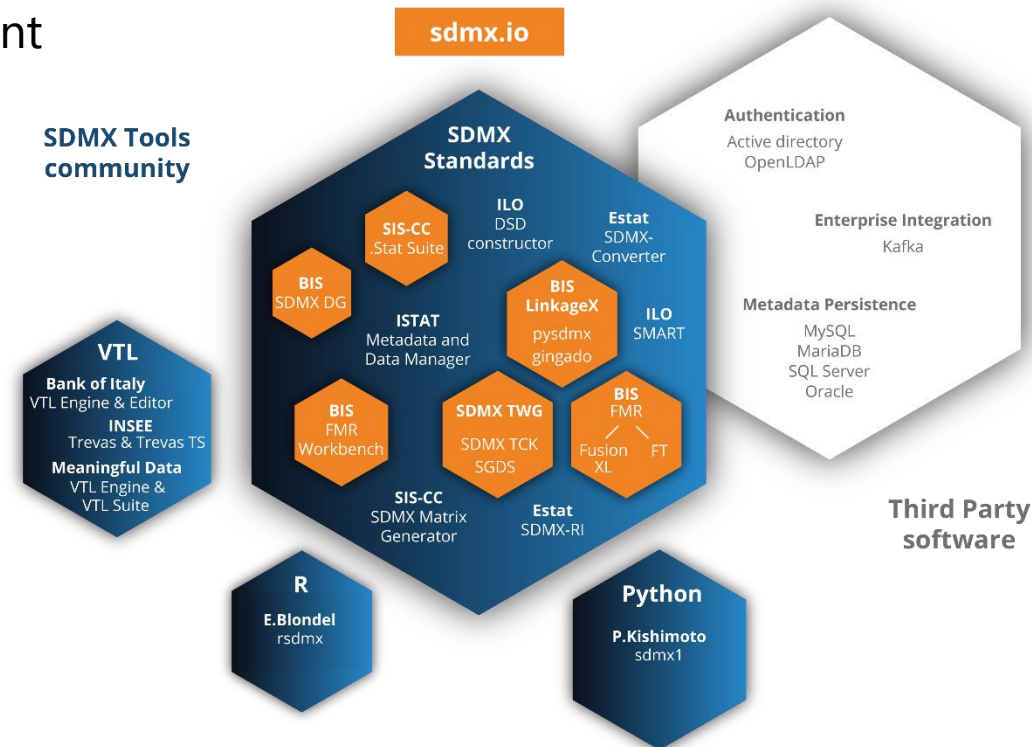 nt
sdmx.io
SDMX Tools
community
SDMX
Standards
SIS-CC
.Stat Suite
ILO
DSD
constructor
Estat
SDMX-
Converter
BIS
SDMX DG
ISTAT
Metadata and
Data Manager
BIS
LinkageX
pysdmx
gingado
ILO
SMART
BIS
FMR
Workbench
SDMX TWG
SDMX TCK
SGDS
BIS
FMR
Fusion
XL
FT
SIS-CC
SDMX Matrix
Generator
Estat
SDMX-RI
Authentication
Active directory
OpenLDAP
Enterprise Integration
Kafka
Metadata Persistence
MySQL
MariaDB
SQL Server
Oracle
Third Party
software
VTL
Bank of Italy
VTL Engine & Editor
INSEE
Trevas & Trevas TS
Meaningful Data
VTL Engine &
VTL Suite
R
E.Blondel
rsdmx
Python
P.Kishimoto
sdmx1